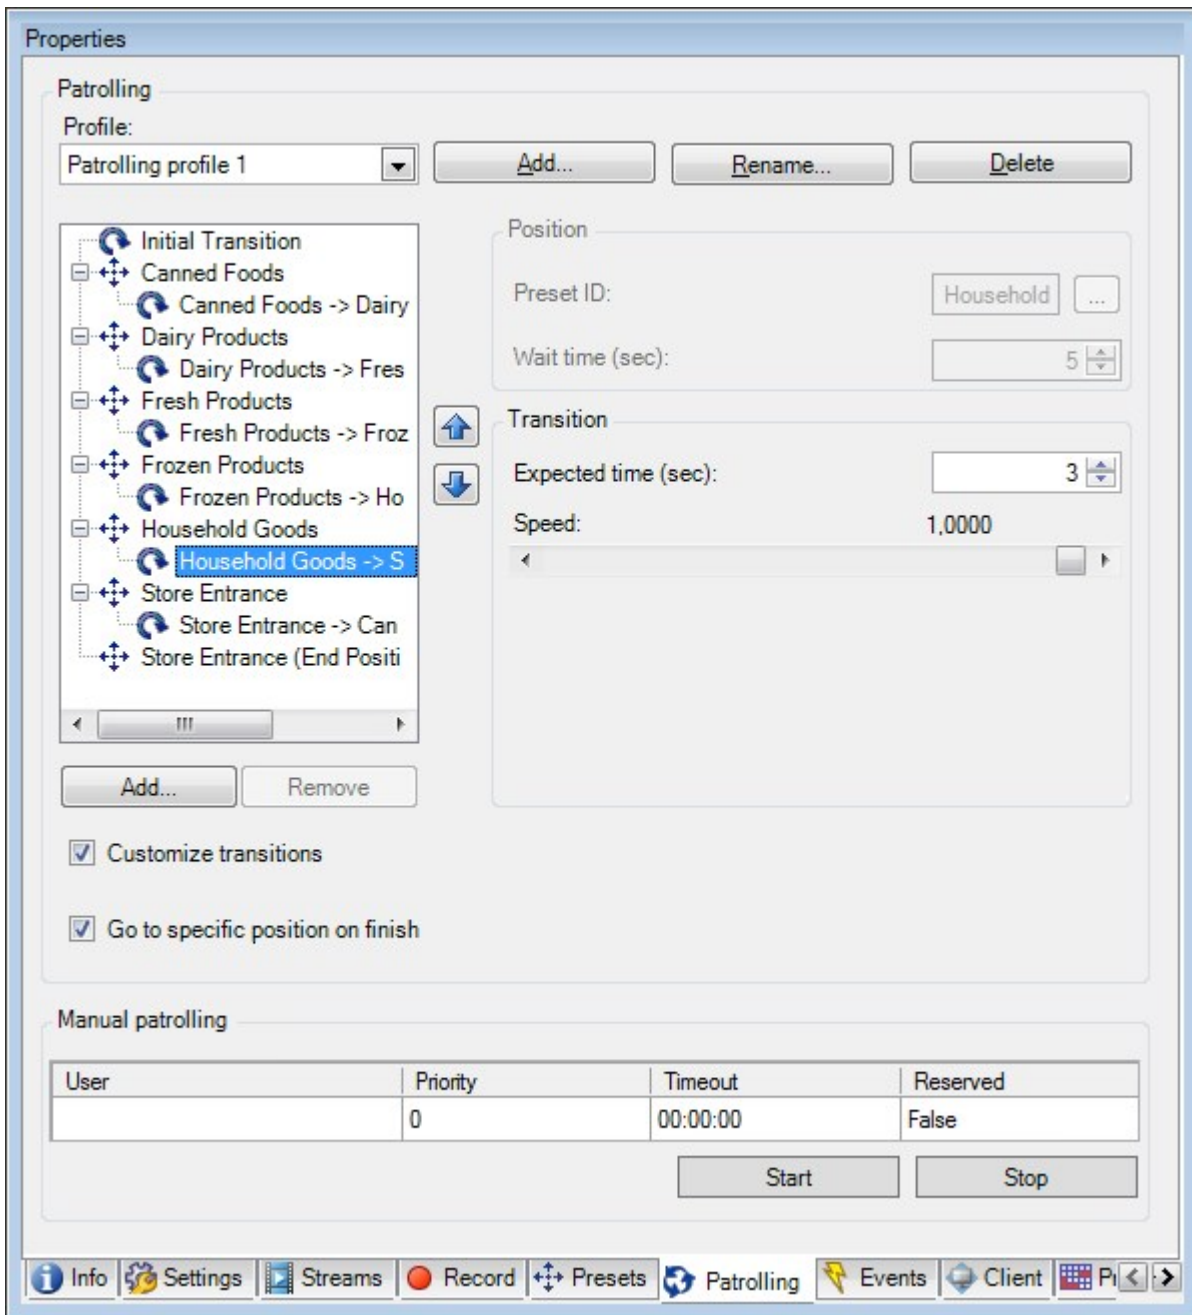 Properties
Patrolling
Profile:
Patrolling profile 1
Add...
Rename...
Delete
Initial Transition
Canned Foods
Canned Foods -> Dairy
Dairy Products
Dairy Products -> Fres
Fresh Products
Fresh Products -> Froz
Frozen Products
Frozen Products -> Ho
Household Goods
Household Goods -> S
Store Entrance
Store Entrance -> Can
Store Entrance (End Positi
Add...
Remove
Position
Preset ID:
Household
...
Wait time (sec):
5
Transition
Expected time (sec):
3
Speed:
1,0000
Customize transitions
Go to specific position on finish
Manual patrolling
User Priority Timeout Reserved
0 00:00:00 False
Start
Stop
Info Settings Streams Record Presets Patrolling Events Client